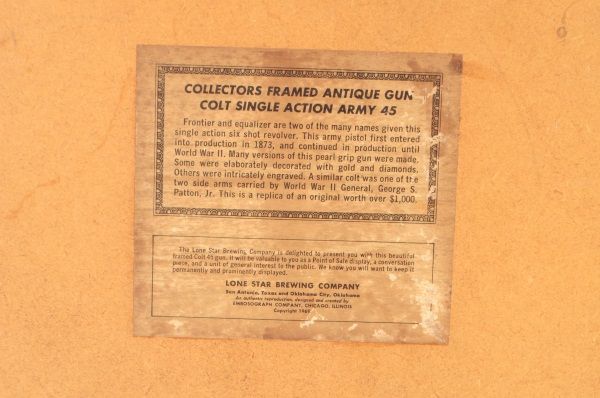 COLLECTORS FRAMED ANTIQUE GUN
COLT SINGLE ACTION ARMY 45
Frontier and equalizer are two of the many names given this
single action six shot revolver. This army pistol first entered
into production in 1873, and continued in production until
World War II. Many versions of this pearl grip gun were made.
Some were elaborately decorated with gold and diamonds.
Others were intricately engraved. A similar colt was one of the
two side arms carried by World War II General, George S.
Patton, Jr. This is a replica of an original worth over $1,000.
The Lone Star Brewing Company is delighted to present you with this beautiful
framed Colt 45 gun. It will be valuable to you as a Point of Sale display, a conversation
piece, and a unit of general interest to the public. We know you will want to keep it
permanently and prominently displayed.
LONE STAR BREWING COMPANY
San Antonio, Texas and Oklahoma City, Oklahoma
An authentic reproduction, designed and created by
EMBOSOGRAPH COMPANY, CHICAGO, ILLINOIS
Copyright